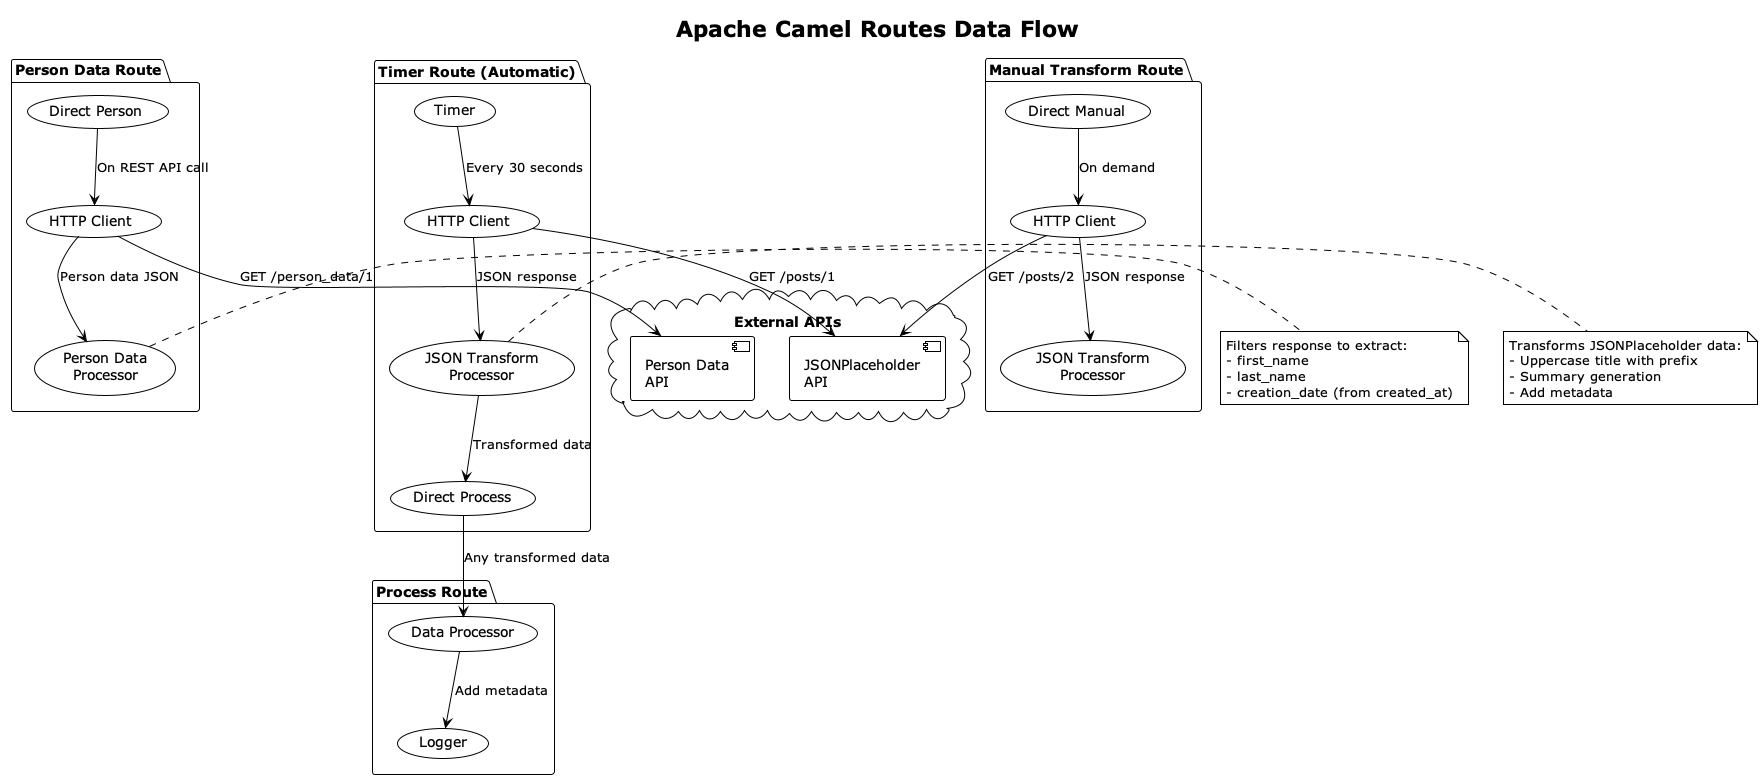 Apache Camel Routes Data Flow
Person Data Route
Direct Person
On REST API call
HTTP Client
Person data JSON
GET /person_data/1
Person Data
Processor
Timer Route (Automatic)
Timer
Every 30 seconds
HTTP Client
JSON response
GET /posts/1
JSON Transform
Processor
Transformed data
Direct Process
Any transformed data
Process Route
Data Processor
Add metadata
Logger
External APIs
Person Data
API
JSONPlaceholder
API
Manual Transform Route
Direct Manual
On demand
HTTP Client
GET /posts/2
JSON response
JSON Transform
Processor
Filters response to extract:
- first_name
- last_name
- creation_date (from created_at)
Transforms JSONPlaceholder data:
- Uppercase title with prefix
- Summary generation
- Add metadata